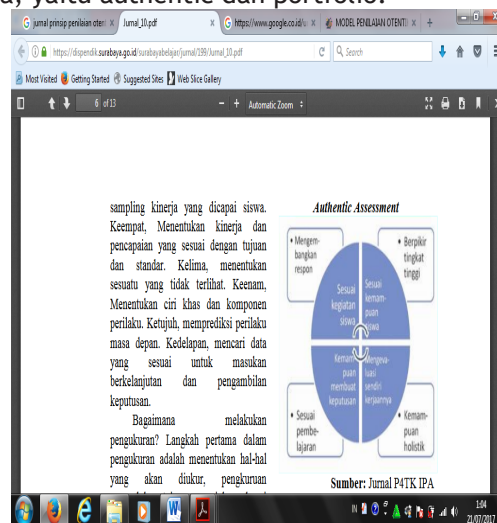 a, yaitu authentic dan portfolio.
jurnal prinsip penilaian oten
Jurnal_10.pdf
https://www.google.co.id/u
MODEL PENILAIAN OTENTI
https://dispendik.surabaya.go.id/surabayabelajar/jurnal/199/Jurnal_10.pdf
Search
Most Visited
Getting Started
Suggested Sites
Web Slice Gallery
6 of 13
Automatic Zoom
sampling kinerja yang dicapai siswa.
Keempat, Menentukan kinerja dan
pencapaian yang sesuai dengan tujuan
dan standar. Kelima, menentukan
sesuatu yang tidak terlihat. Keenam,
Menentukan ciri khas dan komponen
perilaku. Ketujuh, memprediksi perilaku
masa depan. Kedelapan, mencari data
yang sesuai untuk masukan
berkelanjutan dan pengambilan
keputusan.
Bagaimana melakukan
pengukuran? Langkah pertama dalam
pengukuran adalah menentukan hal-hal
yang akan diukur, pengkuruan
Authentic Assessment
• Mengem-
bangkan
respon
• Berpikir
tingkat
tinggi
Sesuai
kegiatan
siswa
Sesuai
kemam-
puan
siswa
Kemam-
puan
membuat
keputusan
Mengeva-
luasi
sendiri
kerjaannya
• Sesuai
pembe-
lajaran
• Kemam-
puan
holistik
Sumber: Jurnal P4TK IPA
IN
1:04
21/07/2017